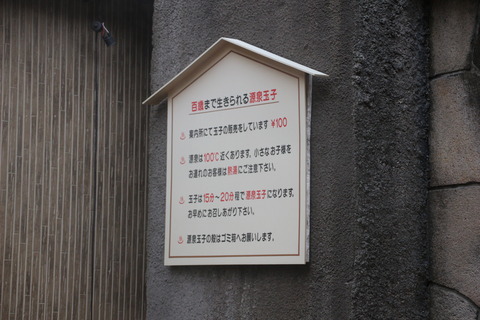 百歳まで生きられる源泉玉子
♨ 案内所にて玉子の販売をしています ¥100
♨ 源泉は100℃近くあります。小さなお子様を
お連れのお客様は熱湯にご注意下さい。
♨ 玉子は15分〜20分程で源泉玉子になります。
お早めにお召しあがり下さい。
♨ 源泉玉子の殻はゴミ箱へお願いします。